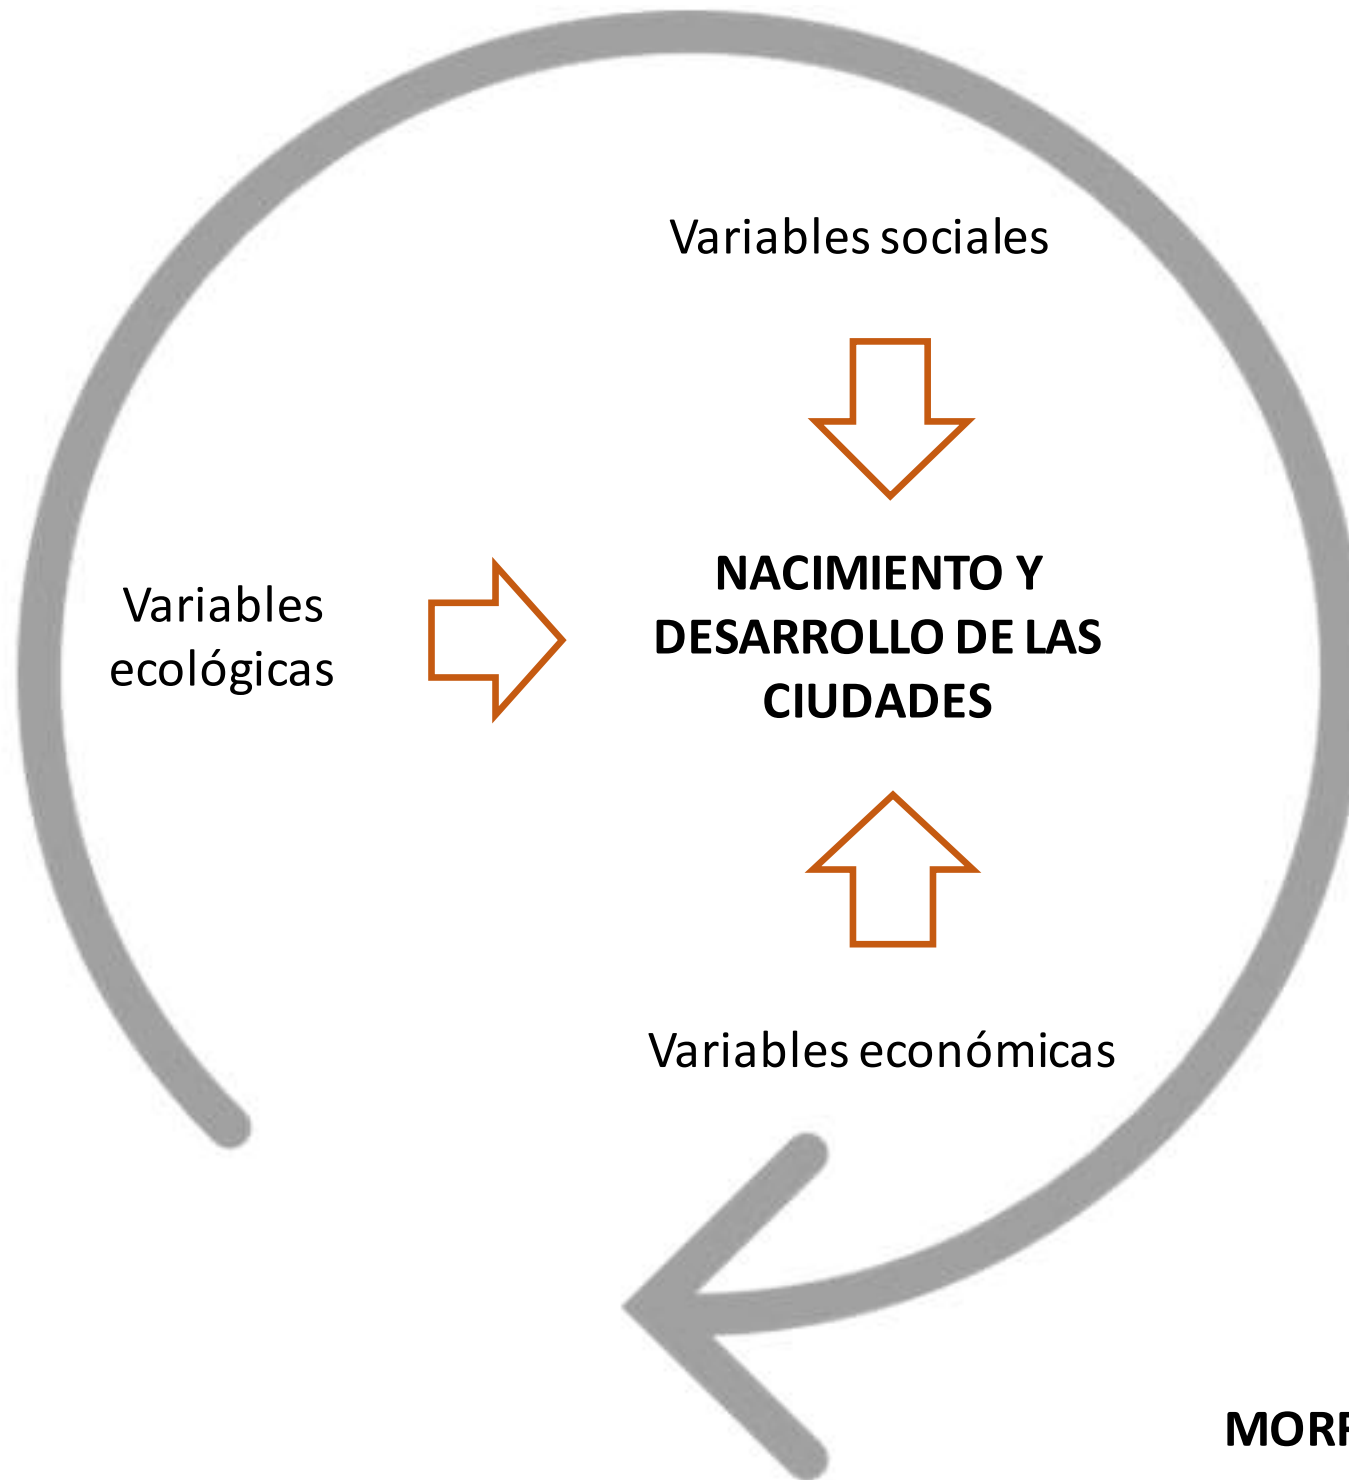 Variables sociales
Variables
ecológicas
NACIMIENTO Y
DESARROLLO DE LAS
CIUDADES
Variables económicas